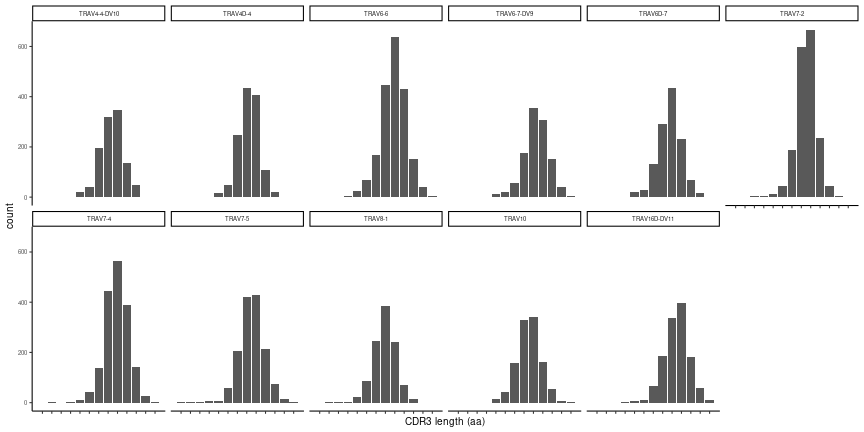 TRAV4-4-DV10 TRAV4D-4 TRAV6-6 TRAV6-7-DV9 TRAV6D-7 TRAV7-2
600
400
200
0
count
TRAV7-4 TRAV7-5 TRAV9-1 TRAV10 TRAV16D-DV11
600
400
200
0
CDR3 length (aa)